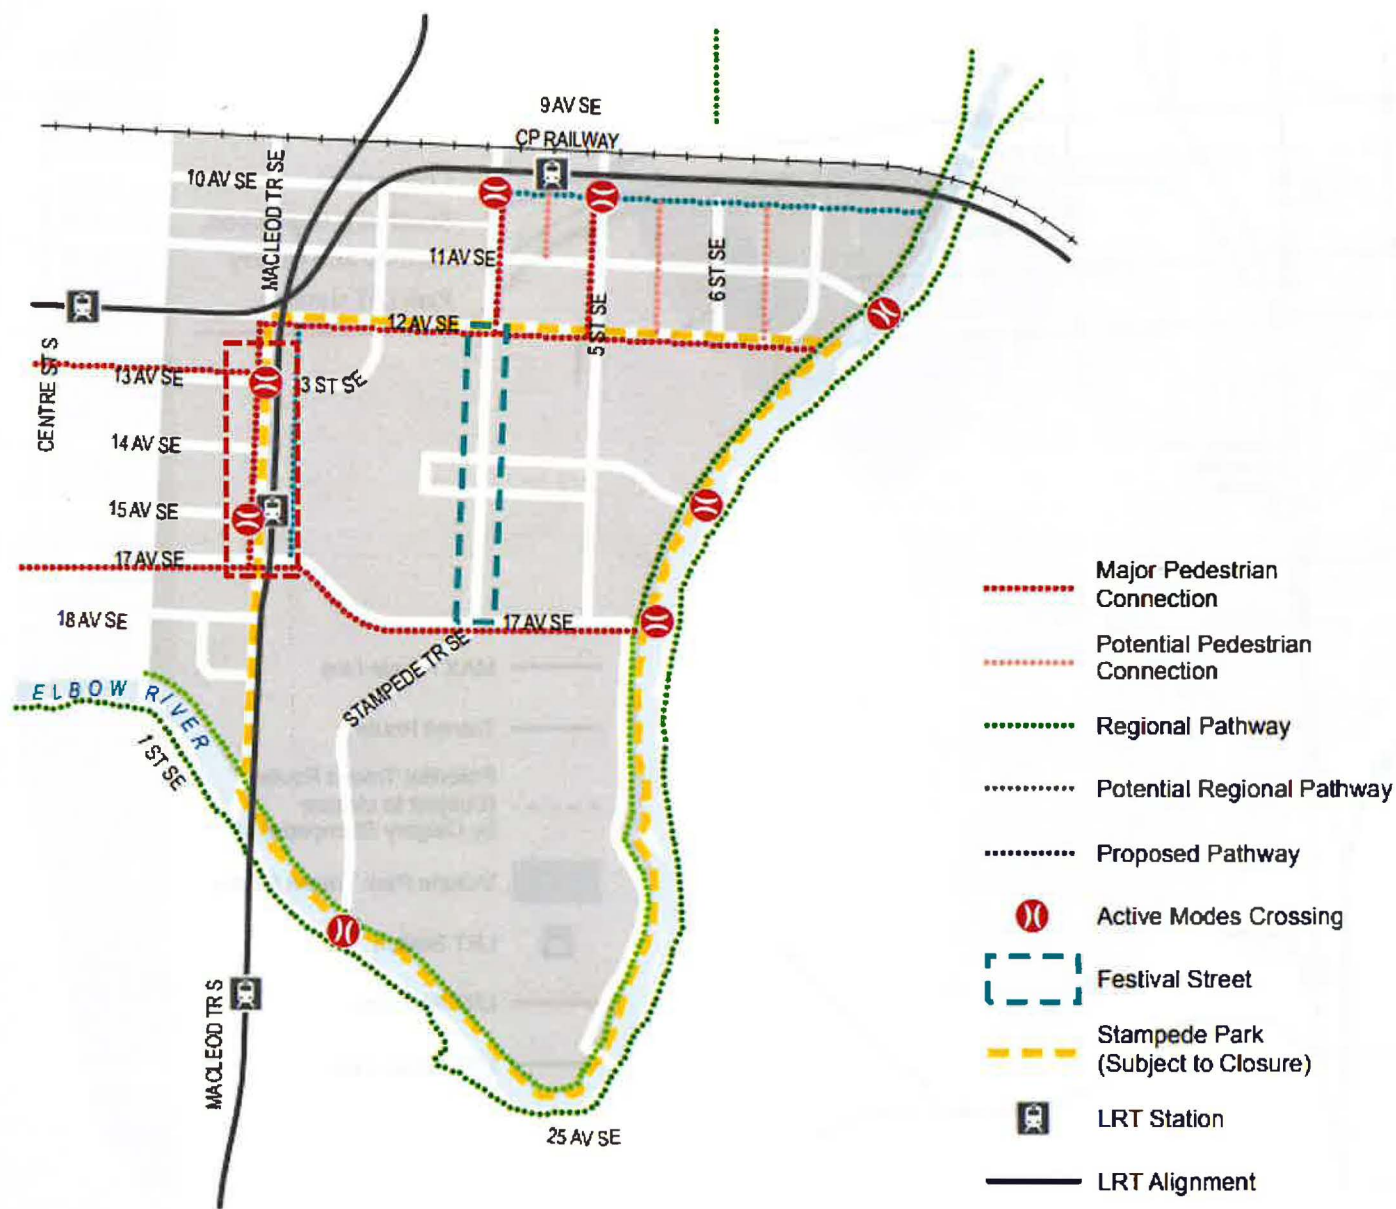 9 AV SE
CP RAILWAY
10 AV SE
MACLEOD TR SE
11 AV SE
6 ST SE
5 ST SE
12 AV SE
CENTRE ST S
13 AV SE
3 ST SE
14 AV SE
15 AV SE
17 AV SE
18 AV SE
17 AV SE
STAMPEDE TR SE
ELBOW RIVER
1 ST SE
MACLEOD TR S
25 AV SE
Major Pedestrian
Connection
Potential Pedestrian
Connection
Regional Pathway
Potential Regional Pathway
Proposed Pathway
Active Modes Crossing
Festival Street
Stampede Park
(Subject to Closure)
LRT Station
LRT Alignment